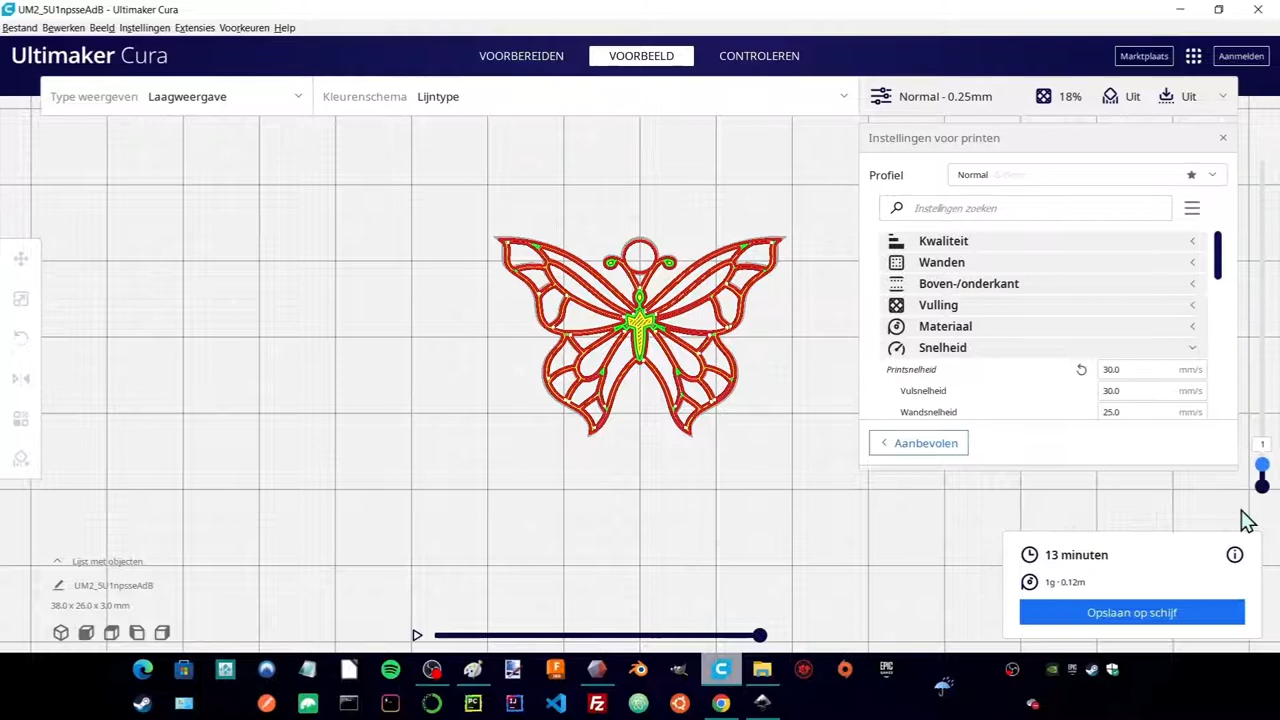 UM2_5U1npsseAdB - Ultimaker Cura
Bestand Bewerken Beeld Instellingen Extensies Voorkeuren Help
Ultimaker Cura
VOORBEREIDEN
VOORBEELD
CONTROLEREN
Marktplaats
Aanmelden
Type weergeven Laagweergave
Kleurenschema Lijntype
Normal - 0.25mm
18%
Uit
Uit
Instellingen voor printen
Profiel
Normal
Instellingen zoeken
Kwaliteit
Wanden
Boven-/onderkant
Vulling
Materiaal
Snelheid
Printsnelheid 30.0 mm/s
Vulsnelheid 30.0 mm/s
Wandsnelheid 25.0 mm/s
Aanbevolen
1
Lijst met objecten
UM2_5U1npsseAdB
38.0 x 26.0 x 3.0 mm
13 minuten
1g · 0.12m
Opslaan op schijf